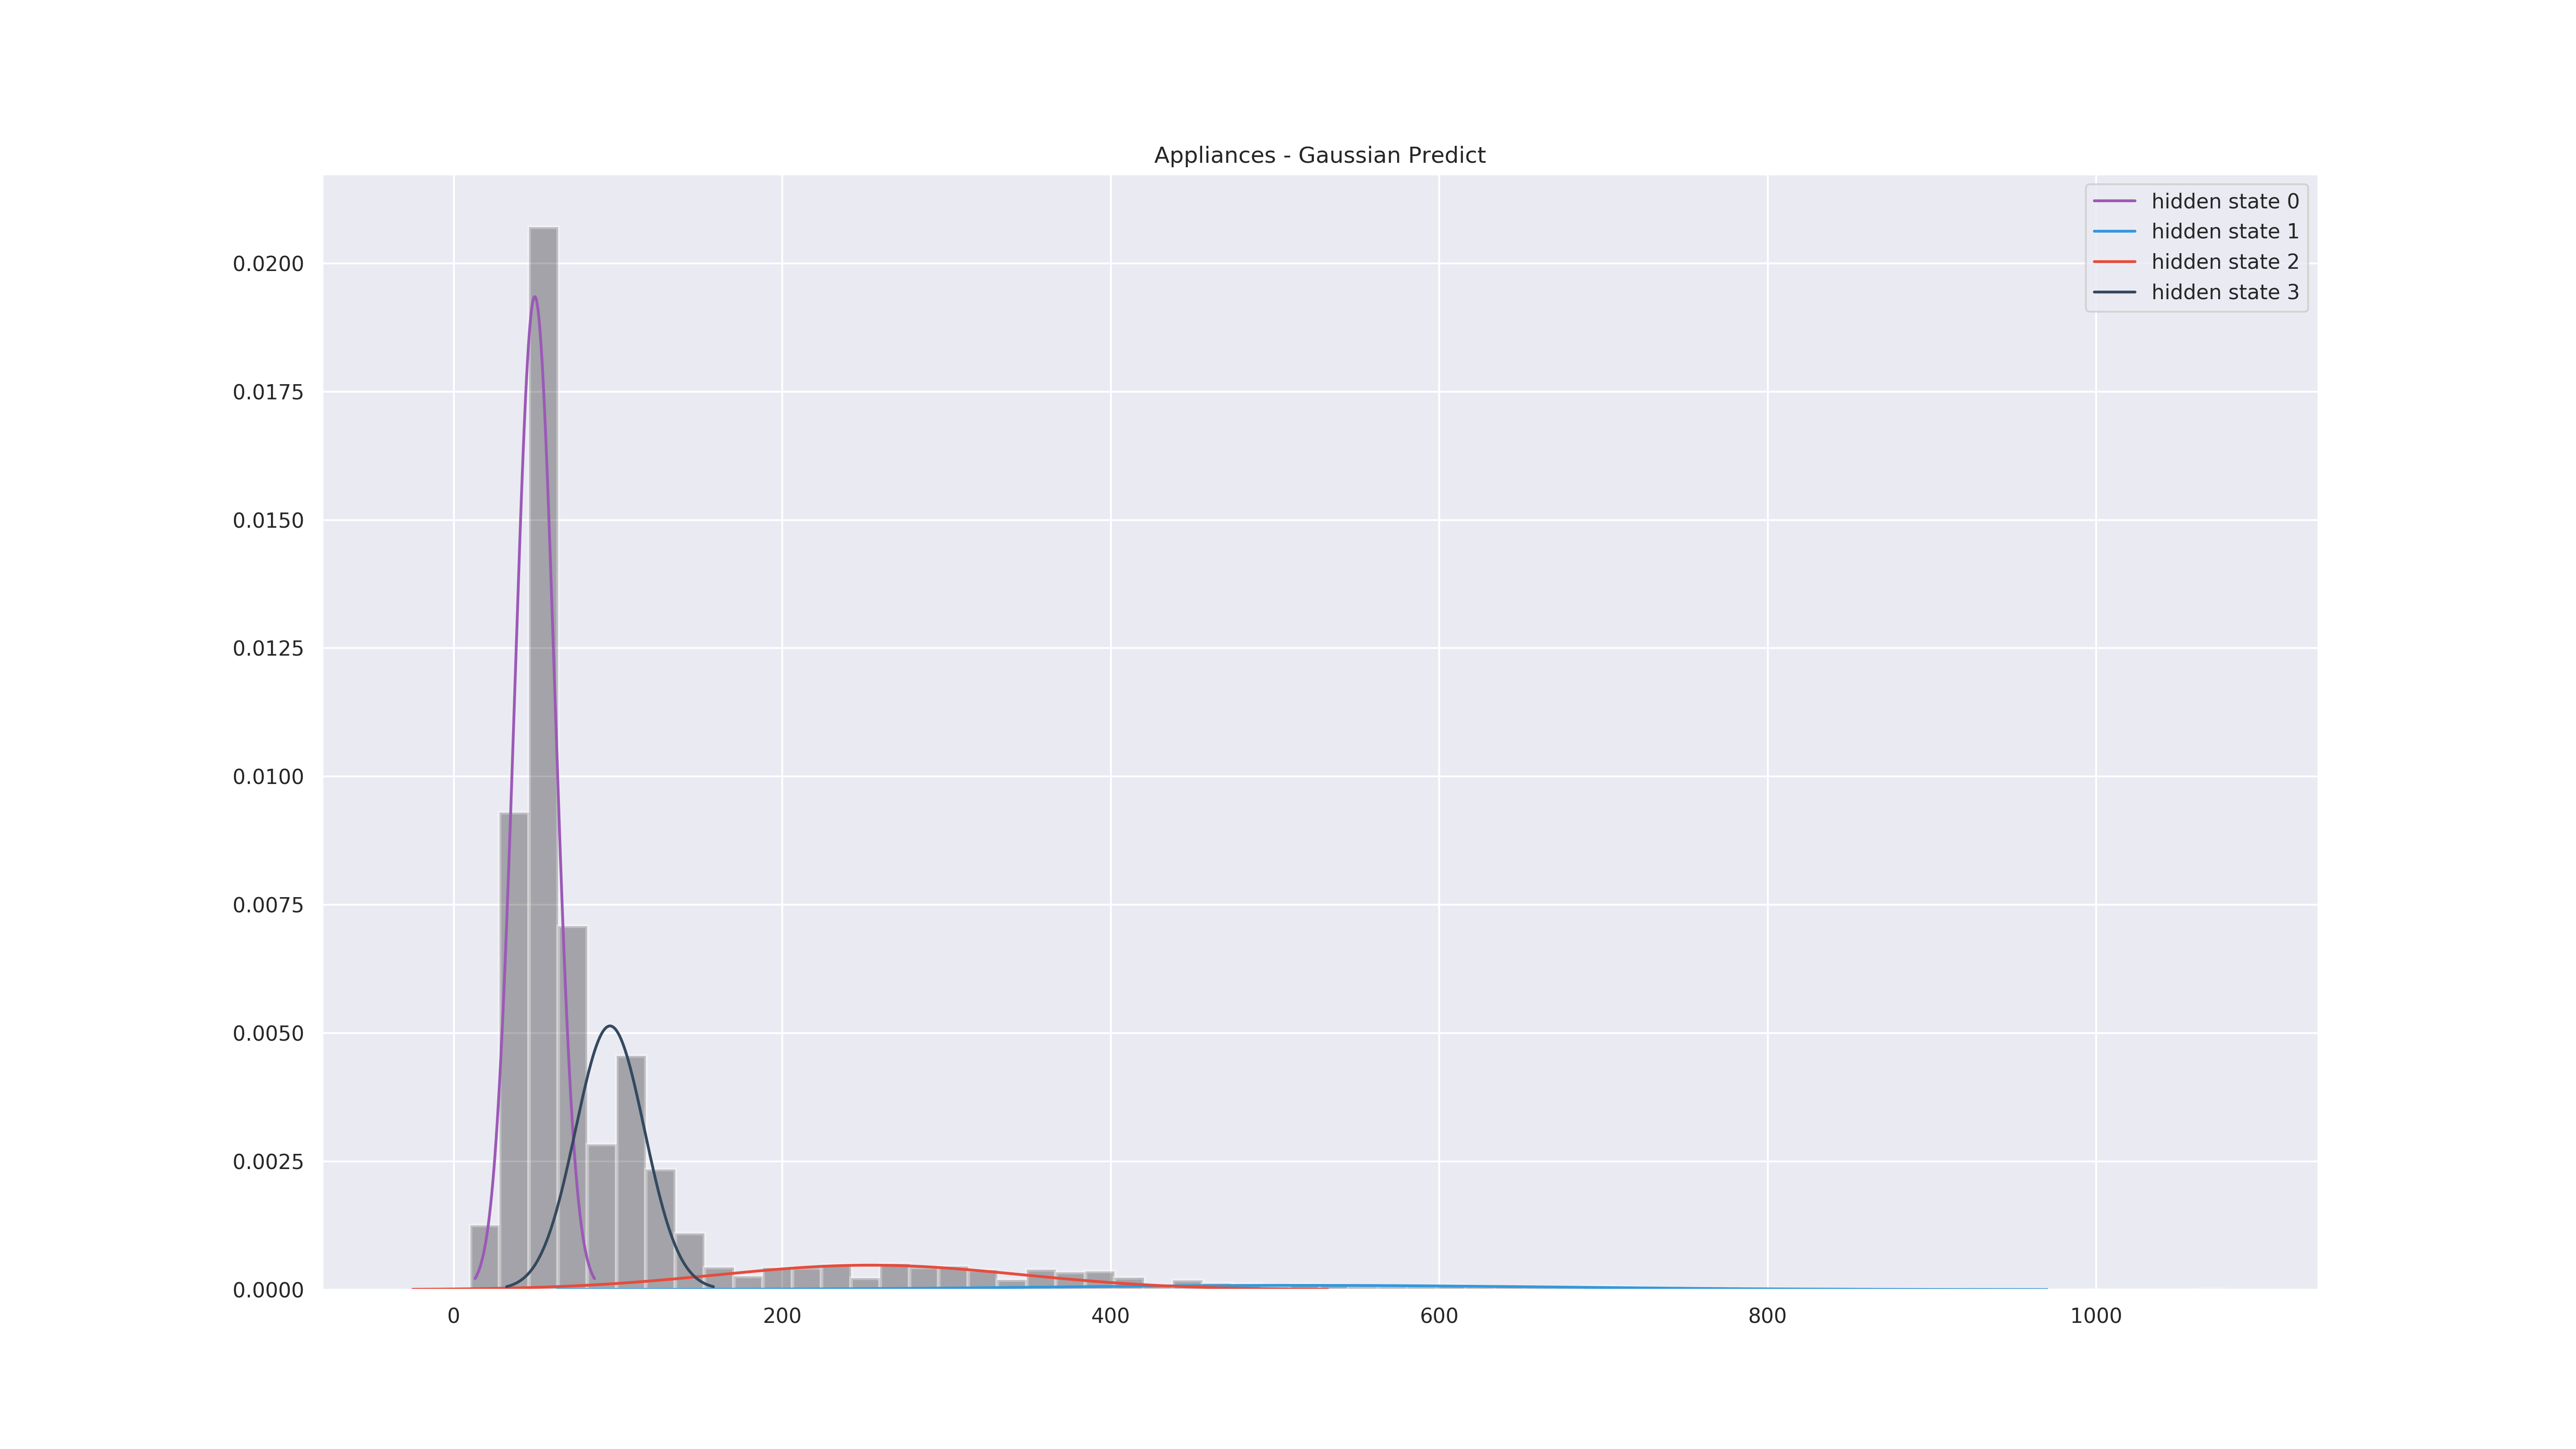 Appliances - Gaussian Predict
hidden state 0
hidden state 1
hidden state 2
hidden state 3
0.0200
0.0175
0.0150
0.0125
0.0100
0.0075
0.0050
0.0025
0.0000
0 200 400 600 800 1000